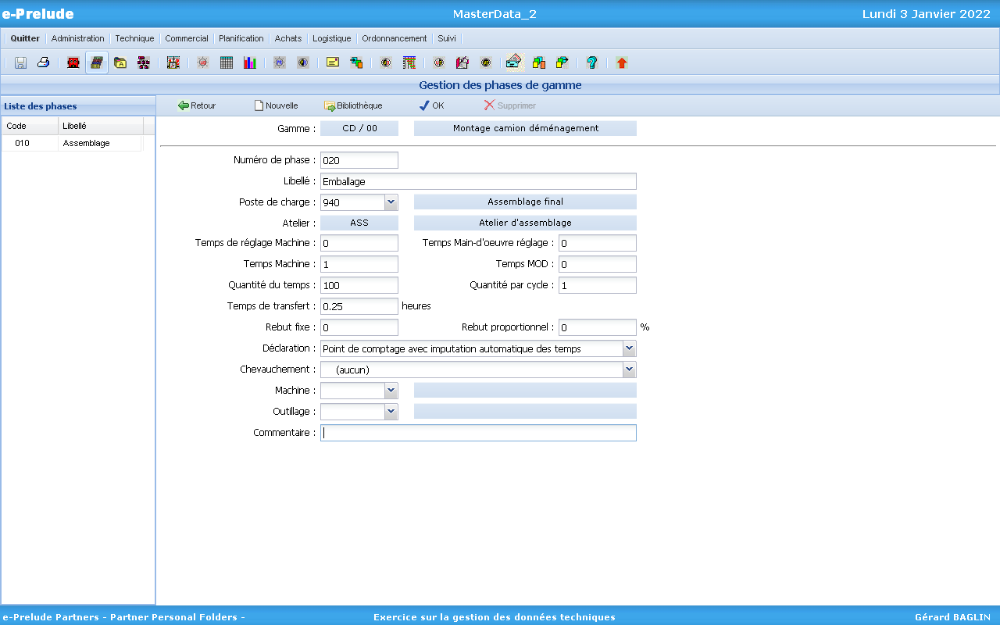 e-Prelude MasterData_2 Lundi 3 Janvier 2022
Quitter Administration Technique Commercial Planification Achats Logistique Ordonnancement Suivi
Gestion des phases de gamme
Liste des phases Retour Nouvelle Bibliothèque OK Supprimer
Code Libellé
010 Assemblage
Gamme : CD / 00 Montage camion déménagement
Numéro de phase : 020
Libellé : Emballage
Poste de charge : 940 Assemblage final
Atelier : ASS Atelier d'assemblage
Temps de réglage Machine : 0 Temps Main-d'oeuvre réglage : 0
Temps Machine : 1 Temps MOD : 0
Quantité du temps : 100 Quantité par cycle : 1
Temps de transfert : 0.25 heures
Rebut fixe : 0 Rebut proportionnel : 0 %
Déclaration : Point de comptage avec imputation automatique des temps
Chevauchement : (aucun)
Machine :
Outillage :
Commentaire :
e-Prelude Partners - Partner Personal Folders - Exercice sur la gestion des données techniques Gérard BAGLIN